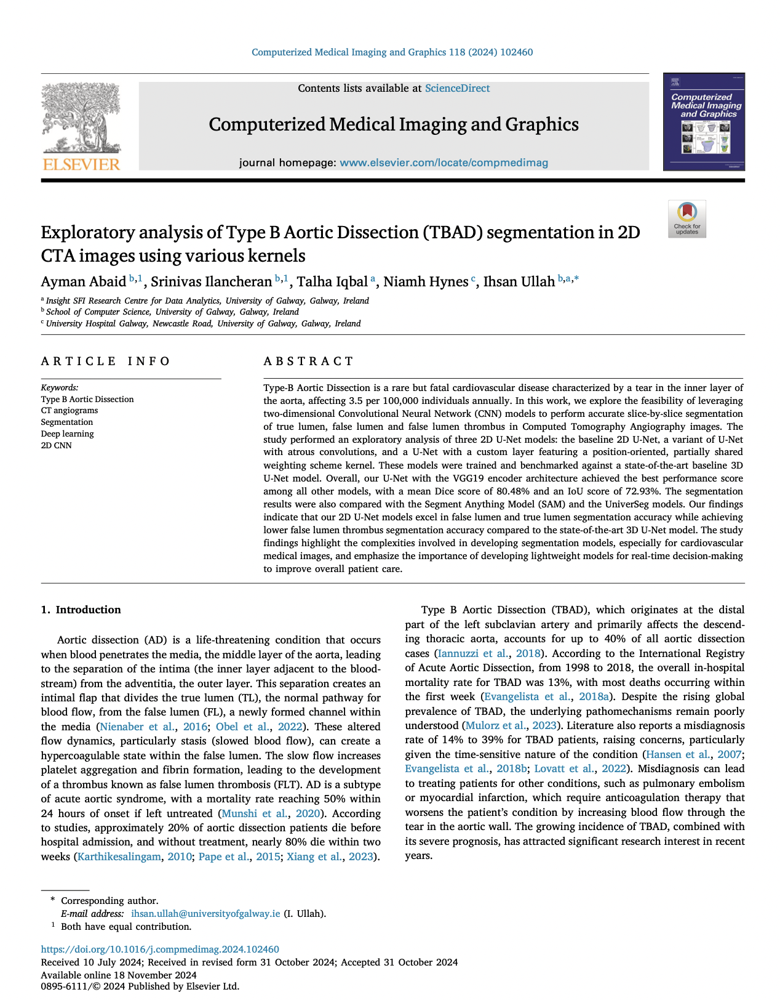 Computerized Medical Imaging and Graphics 118 (2024) 102460
Contents lists available at ScienceDirect
Computerized Medical Imaging and Graphics
journal homepage: www.elsevier.com/locate/compmedimag
ELSEVIER
Computerized
Medical Imaging
and Graphics
Check for
updates
Exploratory analysis of Type B Aortic Dissection (TBAD) segmentation in 2D
CTA images using various kernels
Ayman Abaid b,1, Srinivas Ilancheran b,1, Talha Iqbal a, Niamh Hynes c, Ihsan Ullah b,a,*
a Insight SFI Research Centre for Data Analytics, University of Galway, Galway, Ireland
b School of Computer Science, University of Galway, Galway, Ireland
c University Hospital Galway, Newcastle Road, University of Galway, Galway, Ireland
ARTICLE INFO
Keywords:
Type B Aortic Dissection
CT angiograms
Segmentation
Deep learning
2D CNN
ABSTRACT
Type-B Aortic Dissection is a rare but fatal cardiovascular disease characterized by a tear in the inner layer of
the aorta, affecting 3.5 per 100,000 individuals annually. In this work, we explore the feasibility of leveraging
two-dimensional Convolutional Neural Network (CNN) models to perform accurate slice-by-slice segmentation
of true lumen, false lumen and false lumen thrombus in Computed Tomography Angiography images. The
study performed an exploratory analysis of three 2D U-Net models: the baseline 2D U-Net, a variant of U-Net
with atrous convolutions, and a U-Net with a custom layer featuring a position-oriented, partially shared
weighting scheme kernel. These models were trained and benchmarked against a state-of-the-art baseline 3D
U-Net model. Overall, our U-Net with the VGG19 encoder architecture achieved the best performance score
among all other models, with a mean Dice score of 80.48% and an IoU score of 72.93%. The segmentation
results were also compared with the Segment Anything Model (SAM) and the UniverSeg models. Our findings
indicate that our 2D U-Net models excel in false lumen and true lumen segmentation accuracy while achieving
lower false lumen thrombus segmentation accuracy compared to the state-of-the-art 3D U-Net model. The study
findings highlight the complexities involved in developing segmentation models, especially for cardiovascular
medical images, and emphasize the importance of developing lightweight models for real-time decision-making
to improve overall patient care.
1. Introduction
Aortic dissection (AD) is a life-threatening condition that occurs
when blood penetrates the media, the middle layer of the aorta, leading
to the separation of the intima (the inner layer adjacent to the blood-
stream) from the adventitia, the outer layer. This separation creates an
intimal flap that divides the true lumen (TL), the normal pathway for
blood flow, from the false lumen (FL), a newly formed channel within
the media (Nienaber et al., 2016; Obel et al., 2022). These altered
flow dynamics, particularly stasis (slowed blood flow), can create a
hypercoagulable state within the false lumen. The slow flow increases
platelet aggregation and fibrin formation, leading to the development
of a thrombus known as false lumen thrombosis (FLT). AD is a subtype
of acute aortic syndrome, with a mortality rate reaching 50% within
24 hours of onset if left untreated (Munshi et al., 2020). According
to studies, approximately 20% of aortic dissection patients die before
hospital admission, and without treatment, nearly 80% die within two
weeks (Karthikesalingam, 2010; Pape et al., 2015; Xiang et al., 2023).
Type B Aortic Dissection (TBAD), which originates at the distal
part of the left subclavian artery and primarily affects the descend-
ing thoracic aorta, accounts for up to 40% of all aortic dissection
cases (Iannuzzi et al., 2018). According to the International Registry
of Acute Aortic Dissection, from 1998 to 2018, the overall in-hospital
mortality rate for TBAD was 13%, with most deaths occurring within
the first week (Evangelista et al., 2018a). Despite the rising global
prevalence of TBAD, the underlying pathomechanisms remain poorly
understood (Mulorz et al., 2023). Literature also reports a misdiagnosis
rate of 14% to 39% for TBAD patients, raising concerns, particularly
given the time-sensitive nature of the condition (Hansen et al., 2007;
Evangelista et al., 2018b; Lovatt et al., 2022). Misdiagnosis can lead
to treating patients for other conditions, such as pulmonary embolism
or myocardial infarction, which require anticoagulation therapy that
worsens the patient's condition by increasing blood flow through the
tear in the aortic wall. The growing incidence of TBAD, combined with
its severe prognosis, has attracted significant research interest in recent
years.
* Corresponding author.
E-mail address: ihsan.ullah@universityofgalway.ie (I. Ullah).
1 Both have equal contribution.
https://doi.org/10.1016/j.compmedimag.2024.102460
Received 10 July 2024; Received in revised form 31 October 2024; Accepted 31 October 2024
Available online 18 November 2024
0895-6111/© 2024 Published by Elsevier Ltd.